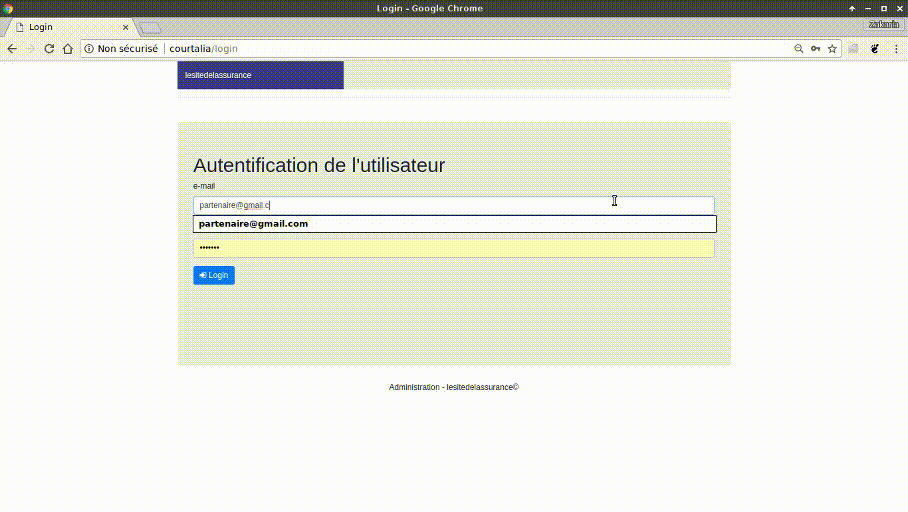 Login - Google Chrome
Login
Zakaria
Non sécurisé courtalia/login
lesitedelassurance
Autentification de l'utilisateur
e-mail
partenaire@gmail.c
partenaire@gmail.com
•••••••
Login
Administration - lesitedelassurance©